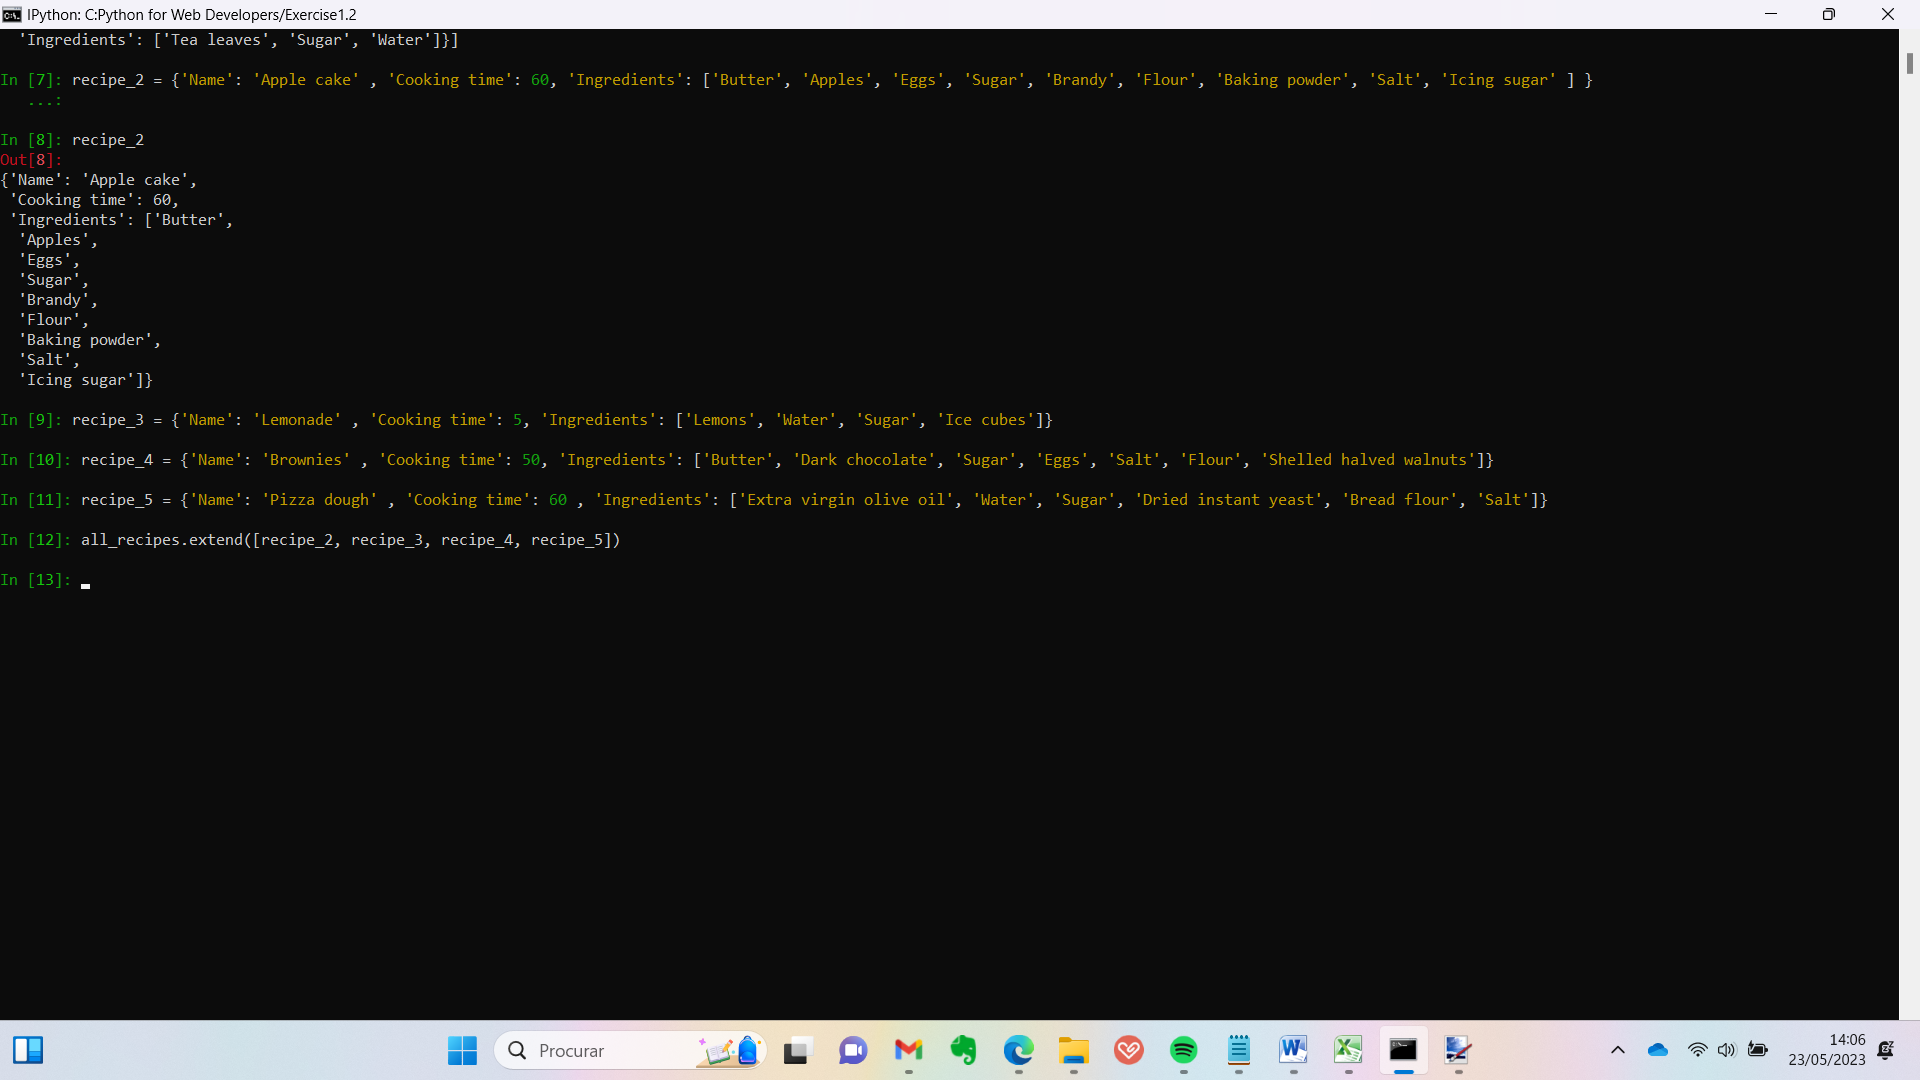 IPython: C:Python for Web Developers/Exercise1.2
'Ingredients': ['Tea leaves', 'Sugar', 'Water']}]
In [7]: recipe_2 = {'Name': 'Apple cake' , 'Cooking time': 60, 'Ingredients': ['Butter', 'Apples', 'Eggs', 'Sugar', 'Brandy', 'Flour', 'Baking powder', 'Salt', 'Icing sugar' ] }
...:
In [8]: recipe_2
Out[8]:
{'Name': 'Apple cake',
'Cooking time': 60,
'Ingredients': ['Butter',
'Apples',
'Eggs',
'Sugar',
'Brandy',
'Flour',
'Baking powder',
'Salt',
'Icing sugar']}
In [9]: recipe_3 = {'Name': 'Lemonade' , 'Cooking time': 5, 'Ingredients': ['Lemons', 'Water', 'Sugar', 'Ice cubes']}
In [10]: recipe_4 = {'Name': 'Brownies' , 'Cooking time': 50, 'Ingredients': ['Butter', 'Dark chocolate', 'Sugar', 'Eggs', 'Salt', 'Flour', 'Shelled halved walnuts']}
In [11]: recipe_5 = {'Name': 'Pizza dough' , 'Cooking time': 60 , 'Ingredients': ['Extra virgin olive oil', 'Water', 'Sugar', 'Dried instant yeast', 'Bread flour', 'Salt']}
In [12]: all_recipes.extend([recipe_2, recipe_3, recipe_4, recipe_5])
In [13]:
Procurar
14:06
23/05/2023